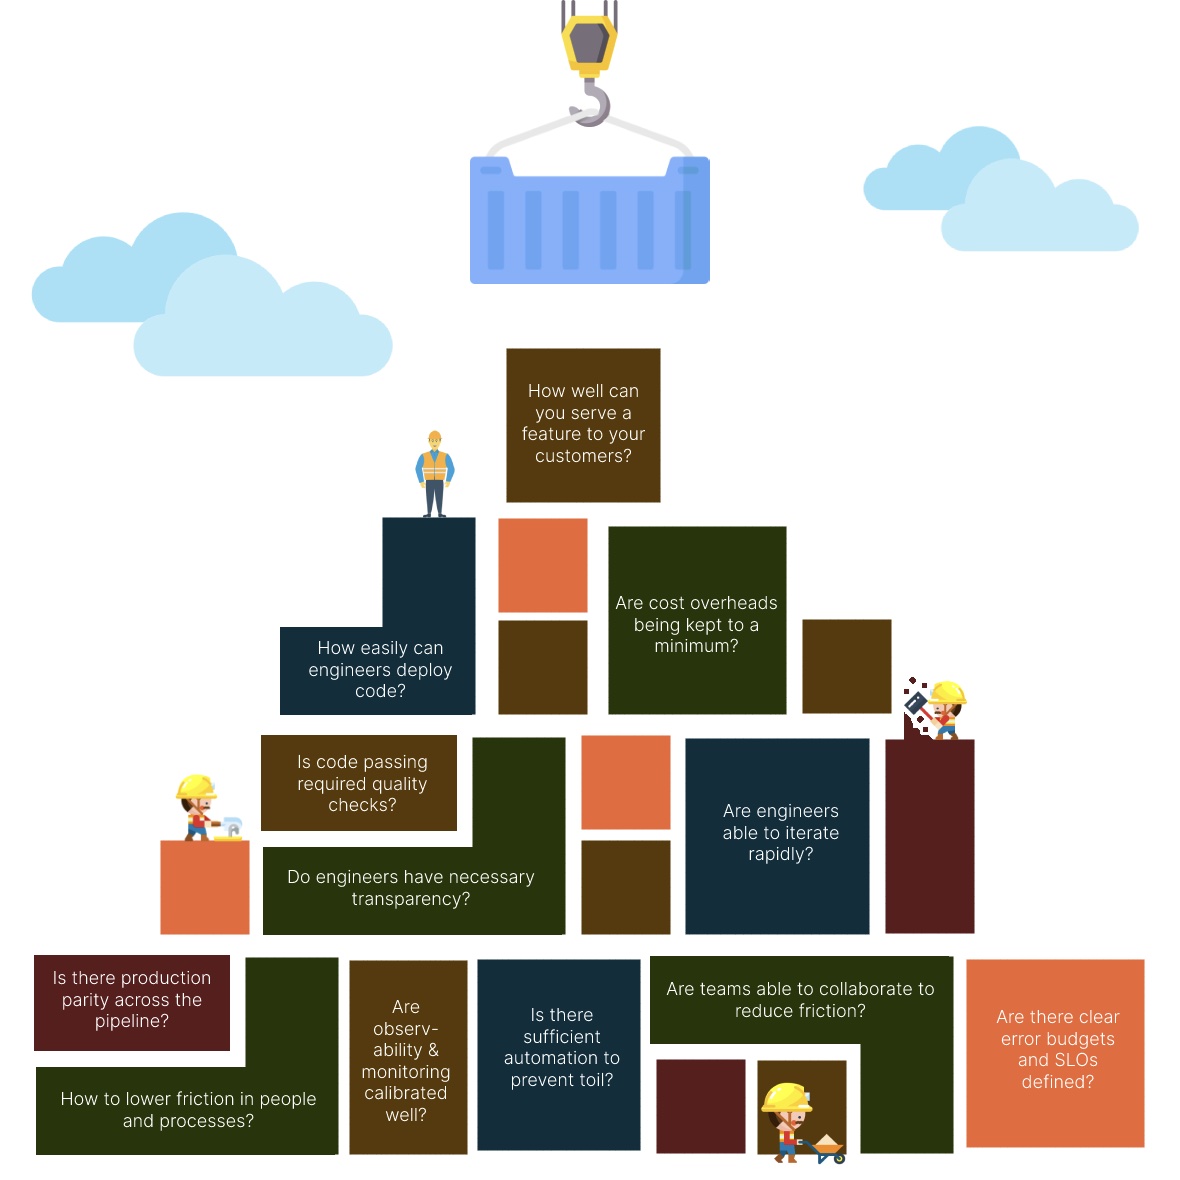 How well can
you serve a
feature to your
customers?
Are cost overheads
being kept to a
minimum?
How easily can
engineers deploy
code?
Is code passing
required quality
checks?
Are engineers
able to iterate
rapidly?
Do engineers have necessary
transparency?
Is there production
parity across the
pipeline?
How to lower friction in people
and processes?
Are
observ-
ability &
monitoring
calibrated
well?
Is there
sufficient
automation to
prevent toil?
Are teams able to collaborate to
reduce friction?
Are there clear
error budgets
and SLOs
defined?